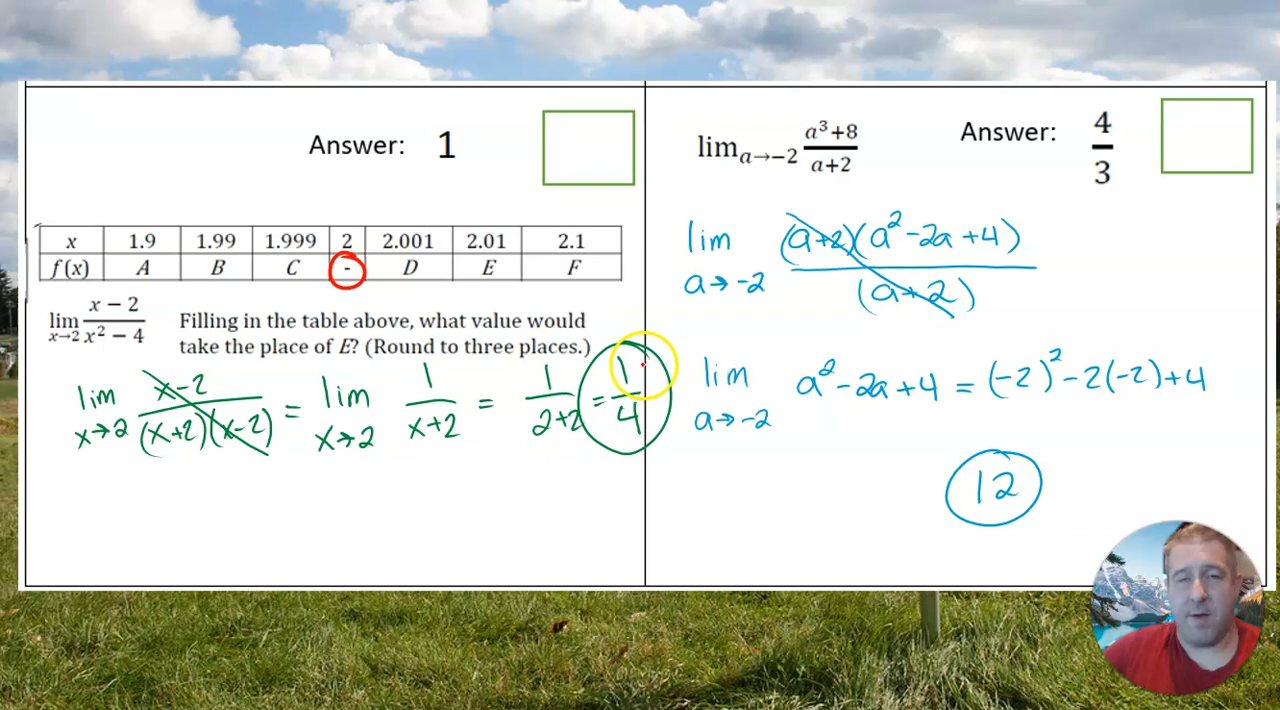 Answer: 1
x 1.9 1.99 1.999 2 2.001 2.01 2.1
f(x) A B C - D E F
lim x→2 (x − 2)/(x² − 4)
Filling in the table above, what value would
take the place of E? (Round to three places.)
lim x→2 (x-2)/((x+2)(x-2)) = lim x→2 1/(x+2) = 1/(2+2) = 1/4
lim a→−2 (a³+8)/(a+2)
Answer: 4/3
lim a→-2 ((a+2)(a²-2a+4))/(a+2)
lim a→-2 a²-2a+4 = (-2)²-2(-2)+4
12